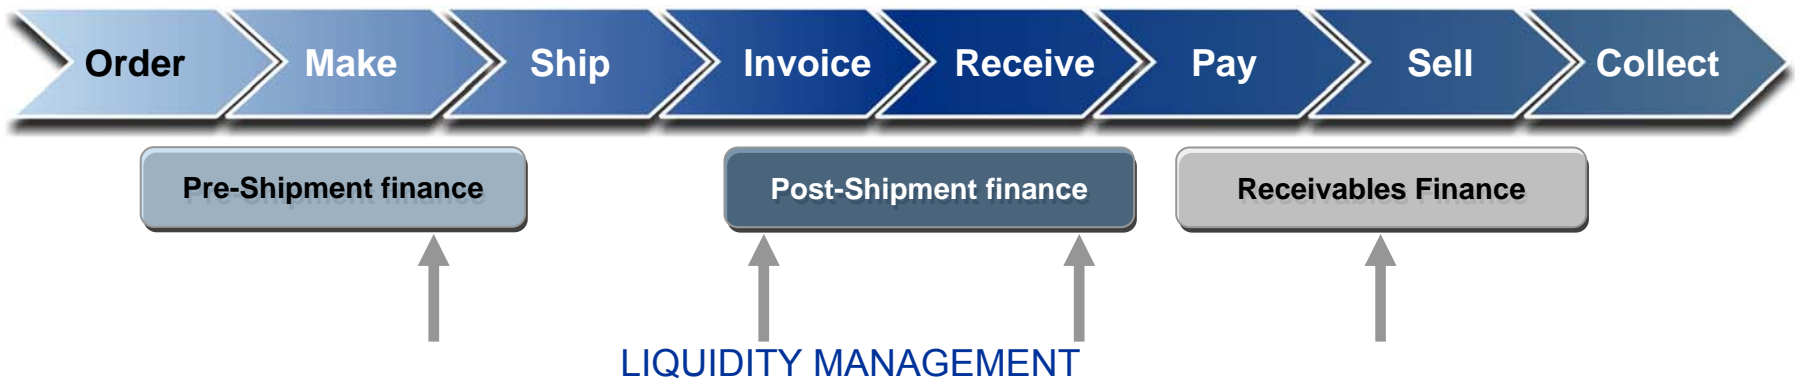 Order Make Ship Invoice Receive Pay Sell Collect
Pre-Shipment finance Post-Shipment finance Receivables Finance
LIQUIDITY MANAGEMENT